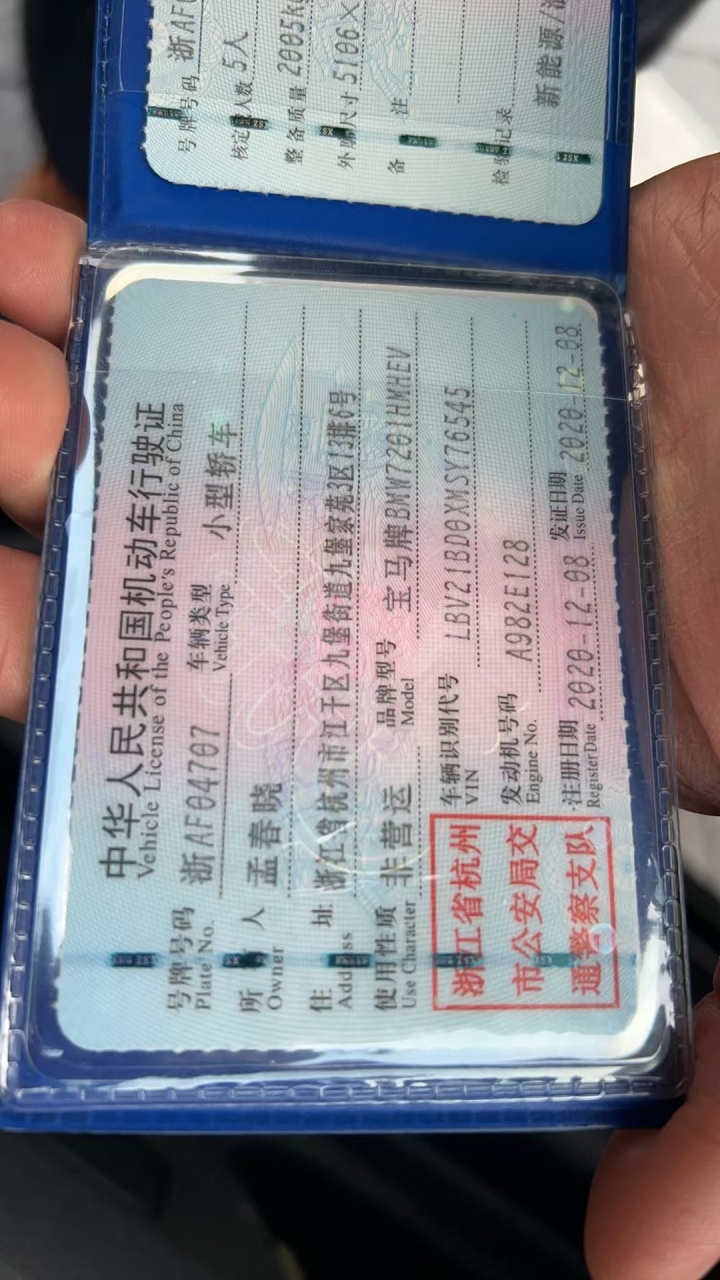 中华人民共和国机动车行驶证
Vehicle License of the People's Republic of China
号牌号码 浙AF04707 车辆类型 小型轿车
Plate No. Vehicle Type
所 人 孟春晓
Owner
住 址 浙江省杭州市江干区九堡街道九堡家苑3区13排6号
Address
使用性质 非营运 品牌型号 宝马牌BMW7201HMHEV
Use Character Model
浙江省杭州
市公安局交
通警察支队
车辆识别代号 LBV21BD0XMSY76545
VIN
发动机号码 A982E128
Engine No.
注册日期 2020-12-08 发证日期 2020-12-08
Register Date Issue Date
号牌号码 浙AF0
核定 人数 5人
整备质量 2005k
外 尺寸 5106×
备 注
检 记录
新能源/